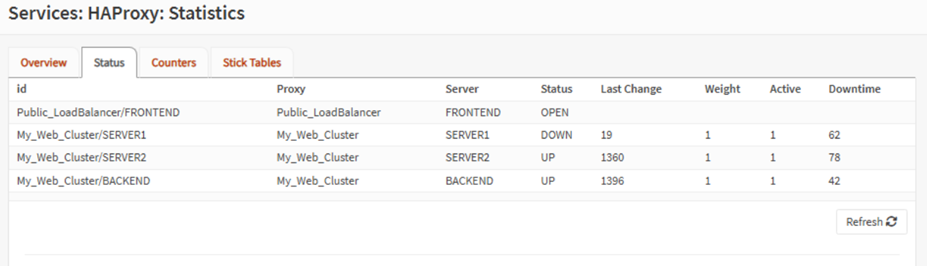 Services: HAProxy: Statistics
Overview Status Counters Stick Tables
id Proxy Server Status Last Change Weight Active Downtime
Public_LoadBalancer/FRONTEND Public_LoadBalancer FRONTEND OPEN
My_Web_Cluster/SERVER1 My_Web_Cluster SERVER1 DOWN 19 1 1 62
My_Web_Cluster/SERVER2 My_Web_Cluster SERVER2 UP 1360 1 1 78
My_Web_Cluster/BACKEND My_Web_Cluster BACKEND UP 1396 1 1 42
Refresh